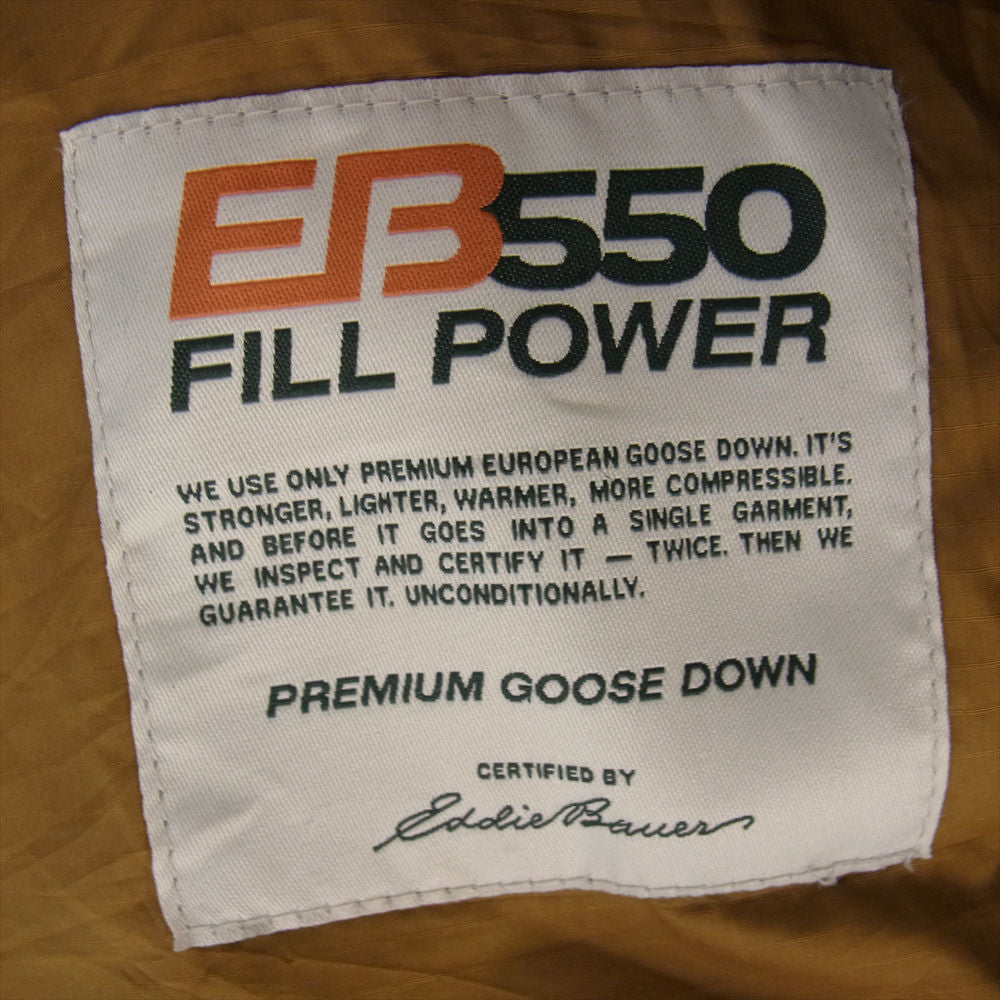 EB550
FILL POWER
WE USE ONLY PREMIUM EUROPEAN GOOSE DOWN. IT'S
STRONGER, LIGHTER, WARMER, MORE COMPRESSIBLE.
AND BEFORE IT GOES INTO A SINGLE GARMENT,
WE INSPECT AND CERTIFY IT — TWICE. THEN WE
GUARANTEE IT. UNCONDITIONALLY.
PREMIUM GOOSE DOWN
CERTIFIED BY
Eddie Bauer